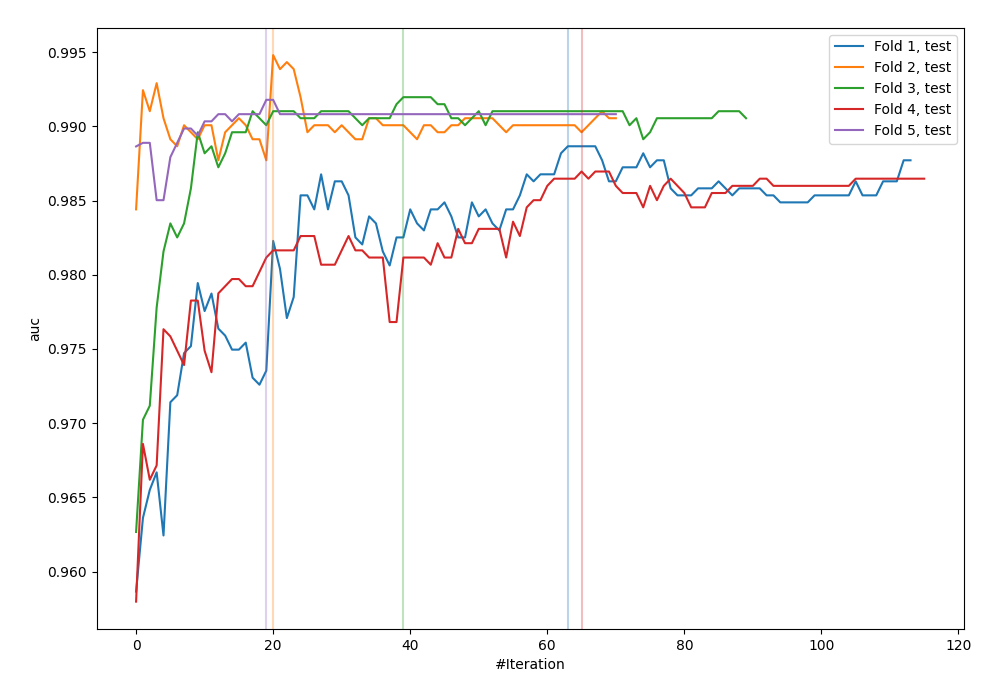 0.995
0.990
0.985
0.980
0.975
0.970
0.965
0.960
auc
0
20
40
60
80
100
120
#Iteration
Fold 1, test
Fold 2, test
Fold 3, test
Fold 4, test
Fold 5, test